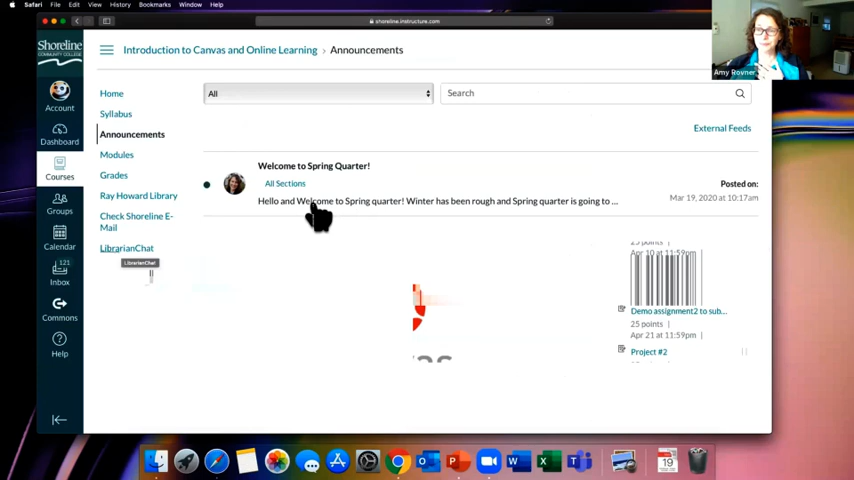 Safari File Edit View History Bookmarks Window Help
shoreline.instructure.com
Shoreline
COMMUNITY COLLEGE
Introduction to Canvas and Online Learning › Announcements
Amy Rovner
Account
Dashboard
Courses
Groups
Calendar
121
Inbox
Commons
Help
Home
Syllabus
Announcements
Modules
Grades
Ray Howard Library
Check Shoreline E-
Mail
LibrarianChat
LibrarianChat
All
Search
External Feeds
Welcome to Spring Quarter!
All Sections
Posted on:
Hello and Welcome to Spring quarter! Winter has been rough and Spring quarter is going to ...
Mar 19, 2020 at 10:17am
25 points
Apr 10 at 11:59pm
Demo assignment2 to sub...
25 points |
Apr 21 at 11:59pm |
Project #2
19